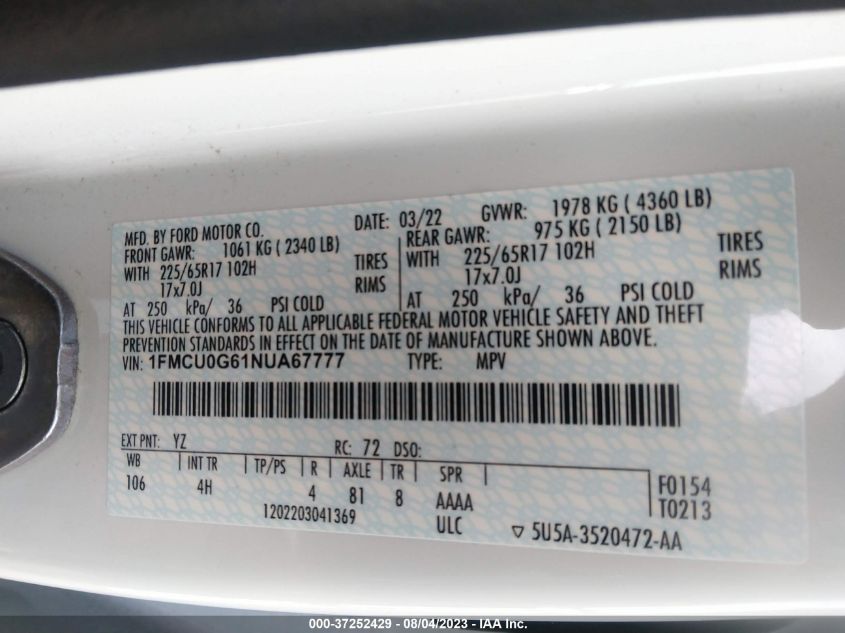 MFD. BY FORD MOTOR CO. DATE: 03/22 GVWR: 1978 KG ( 4360 LB)
FRONT GAWR: 1061 KG ( 2340 LB) REAR GAWR: 975 KG ( 2150 LB)
WITH 225/65R17 102H TIRES WITH 225/65R17 102H TIRES
17x7.0J RIMS 17x7.0J RIMS
AT 250 kPa/ 36 PSI COLD AT 250 kPa/ 36 PSI COLD
THIS VEHICLE CONFORMS TO ALL APPLICABLE FEDERAL MOTOR VEHICLE SAFETY AND THEFT
PREVENTION STANDARDS IN EFFECT ON THE DATE OF MANUFACTURE SHOWN ABOVE.
VIN: 1FMCU0G61NUA67777 TYPE: MPV
EXT PNT: YZ RC: 72 DSO:
WB INT TR TP/PS R AXLE TR SPR
106 4H 4 81 8 AAAA F0154
1202203041369 ULC T0213
▽ 5U5A-3520472-AA
000-37252429 - 08/04/2023 - IAA Inc.